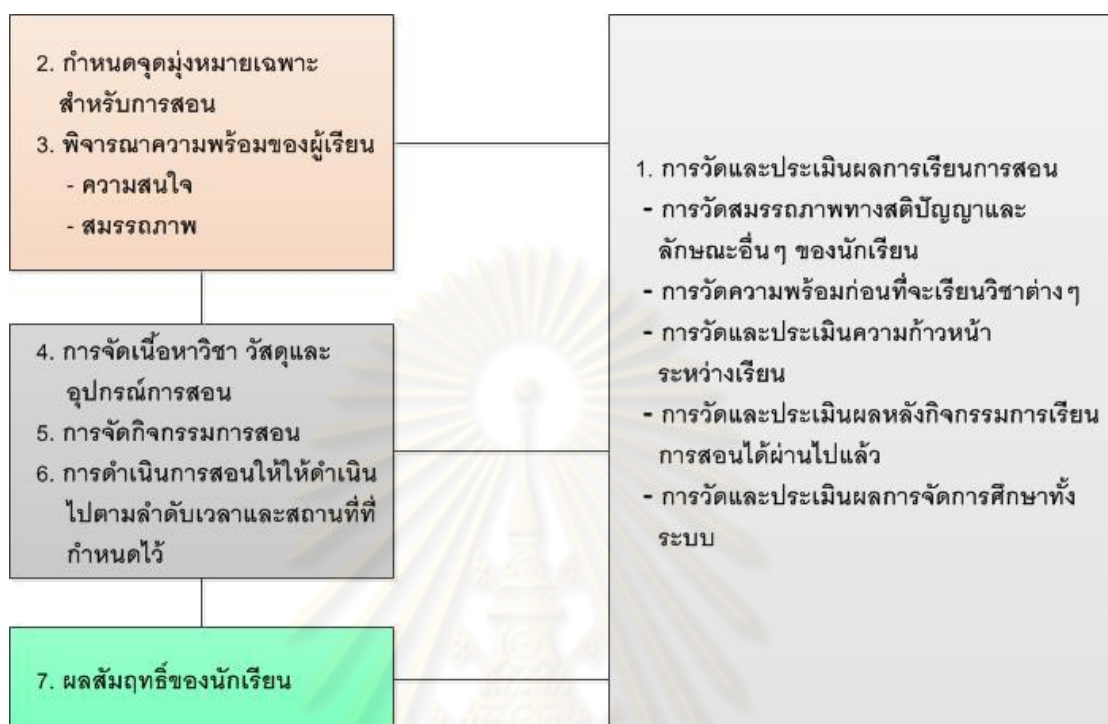 2. กำหนดจุดมุ่งหมายเฉพาะ
สำหรับการสอน
3. พิจารณาความพร้อมของผู้เรียน
- ความสนใจ
- สมรรถภาพ
4. การจัดเนื้อหาวิชา วัสดุและ
อุปกรณ์การสอน
5. การจัดกิจกรรมการสอน
6. การดำเนินการสอนให้ให้ดำเนิน
ไปตามลำดับเวลาและสถานที่ที่
กำหนดไว้
7. ผลสัมฤทธิ์ของนักเรียน
1. การวัดและประเมินผลการเรียนการสอน
- การวัดสมรรถภาพทางสติปัญญาและ
ลักษณะอื่นๆ ของนักเรียน
- การวัดความพร้อมก่อนที่จะเรียนวิชาต่างๆ
- การวัดและประเมินความก้าวหน้า
ระหว่างเรียน
- การวัดและประเมินผลหลังกิจกรรมการเรียน
การสอนได้ผ่านไปแล้ว
- การวัดและประเมินผลการจัดการศึกษาทั้ง
ระบบ